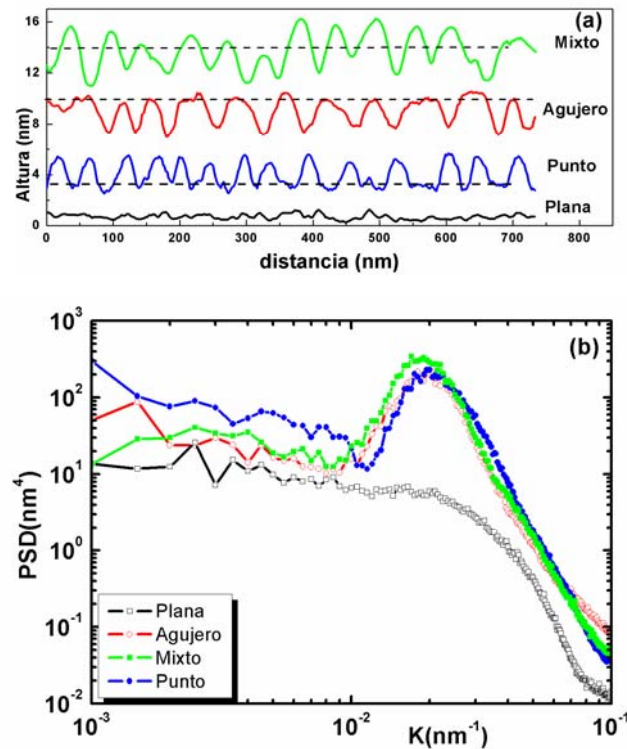 (a)
Altura (nm)
16
12
8
4
0
Mixto
Agujero
Punto
Plana
0 100 200 300 400 500 600 700 800
distancia (nm)
(b)
PSD(nm⁴)
10³
10²
10¹
10⁰
10⁻¹
10⁻²
Plana
Agujero
Mixto
Punto
10⁻³ 10⁻² 10⁻¹
K(nm⁻¹)